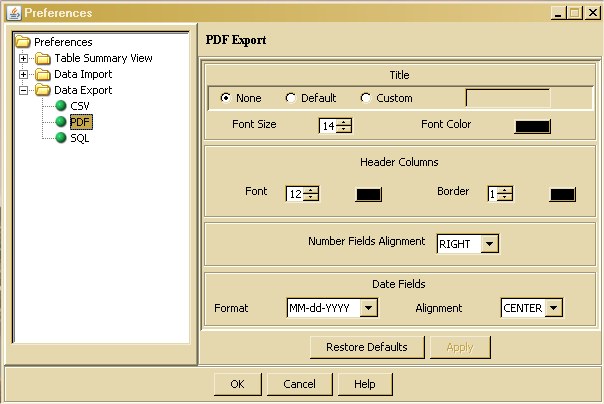 Preferences
Preferences
Table Summary View
Data Import
Data Export
CSV
PDF
SQL
PDF Export
Title
None Default Custom
Font Size 14 Font Color
Header Columns
Font 12 Border 1
Number Fields Alignment RIGHT
Date Fields
Format MM-dd-YYYY Alignment CENTER
Restore Defaults Apply
OK Cancel Help